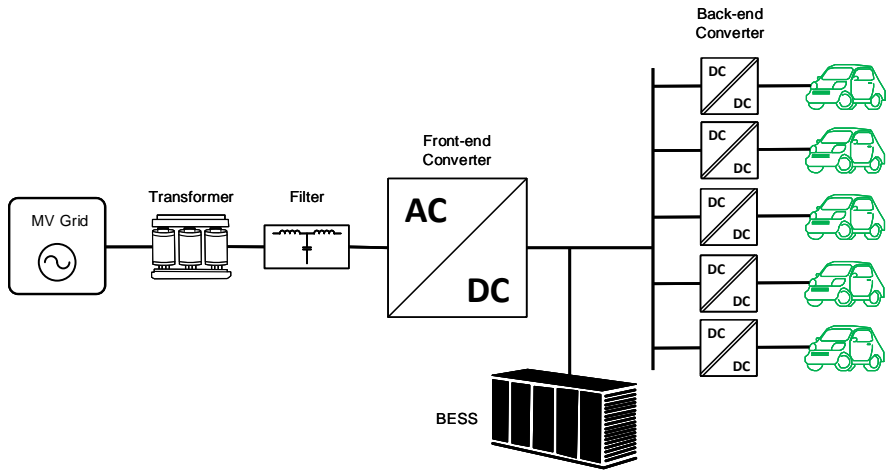 Back-end
Converter
DC
DC
Front-end
Converter
DC
DC
Transformer
Filter
MV Grid
AC
DC
DC
DC
DC
DC
DC
DC
BESS